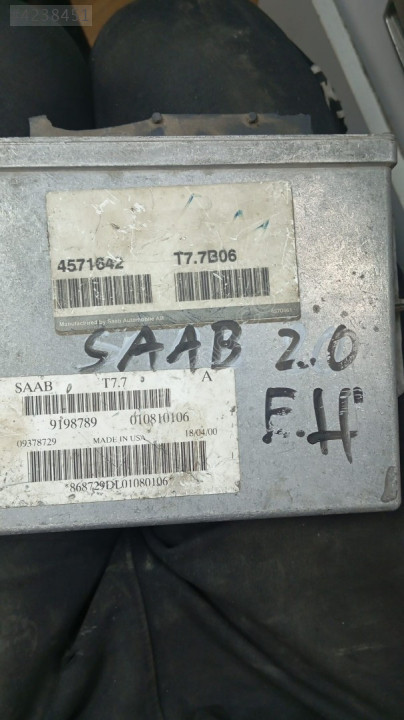 4571642 T7.7B06
Manufactured by Saab Automobile AB
SAAB 2.0
F.H
SAAB T7.7 A
9198789 010810106
09378729 MADE IN USA 18/04/00
*868729DL01080106*